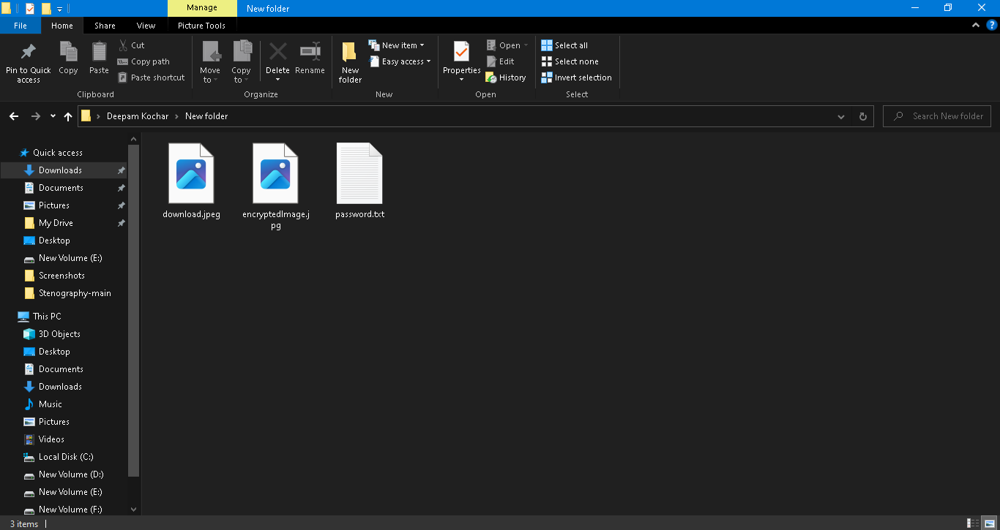 Manage
New folder
File
Home
Share
View
Picture Tools
Pin to Quick
access
Copy
Paste
Cut
Copy path
Paste shortcut
Clipboard
Move
to
Copy
to
Delete
Rename
Organize
New
folder
New item
Easy access
New
Properties
Open
Edit
History
Open
Select all
Select none
Invert selection
Select
Deepam Kochar
New folder
Search New folder
Quick access
Downloads
Documents
Pictures
My Drive
Desktop
New Volume (E:)
Screenshots
Stenography-main
This PC
3D Objects
Desktop
Documents
Downloads
Music
Pictures
Videos
Local Disk (C:)
New Volume (D:)
New Volume (E:)
New Volume (F:)
download.jpeg
encryptedImage.j
pg
password.txt
3 items